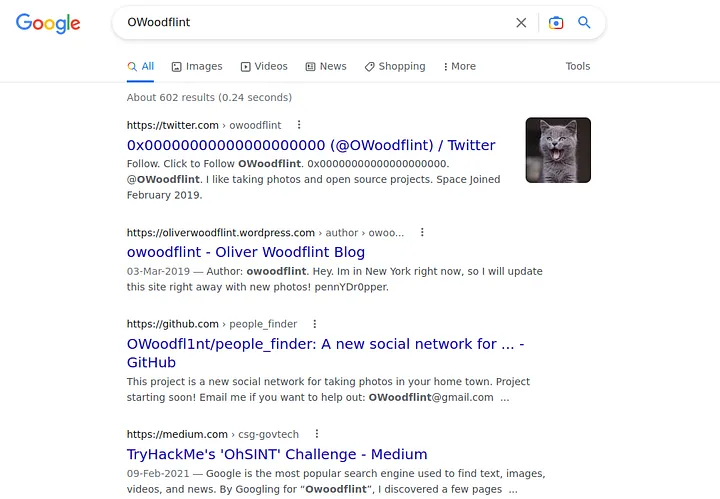 Google
OWoodflint
All Images Videos News Shopping More Tools
About 602 results (0.24 seconds)
https://twitter.com › owoodflint
0x00000000000000000000 (@OWoodflint) / Twitter
Follow. Click to Follow OWoodflint. 0x00000000000000000000.
@OWoodflint. I like taking photos and open source projects. Space Joined
February 2019.
https://oliverwoodflint.wordpress.com › author › owoo...
owoodflint - Oliver Woodflint Blog
03-Mar-2019 — Author: owoodflint. Hey. Im in New York right now, so I will update
this site right away with new photos! pennYDr0pper.
https://github.com › people_finder
OWoodfl1nt/people_finder: A new social network for ... -
GitHub
This project is a new social network for taking photos in your home town. Project
starting soon! Email me if you want to help out: OWoodflint@gmail.com ...
https://medium.com › csg-govtech
TryHackMe's 'OhSINT' Challenge - Medium
09-Feb-2021 — Google is the most popular search engine used to find text, images,
videos, and news. By Googling for “Owoodflint”, I discovered a few pages ...